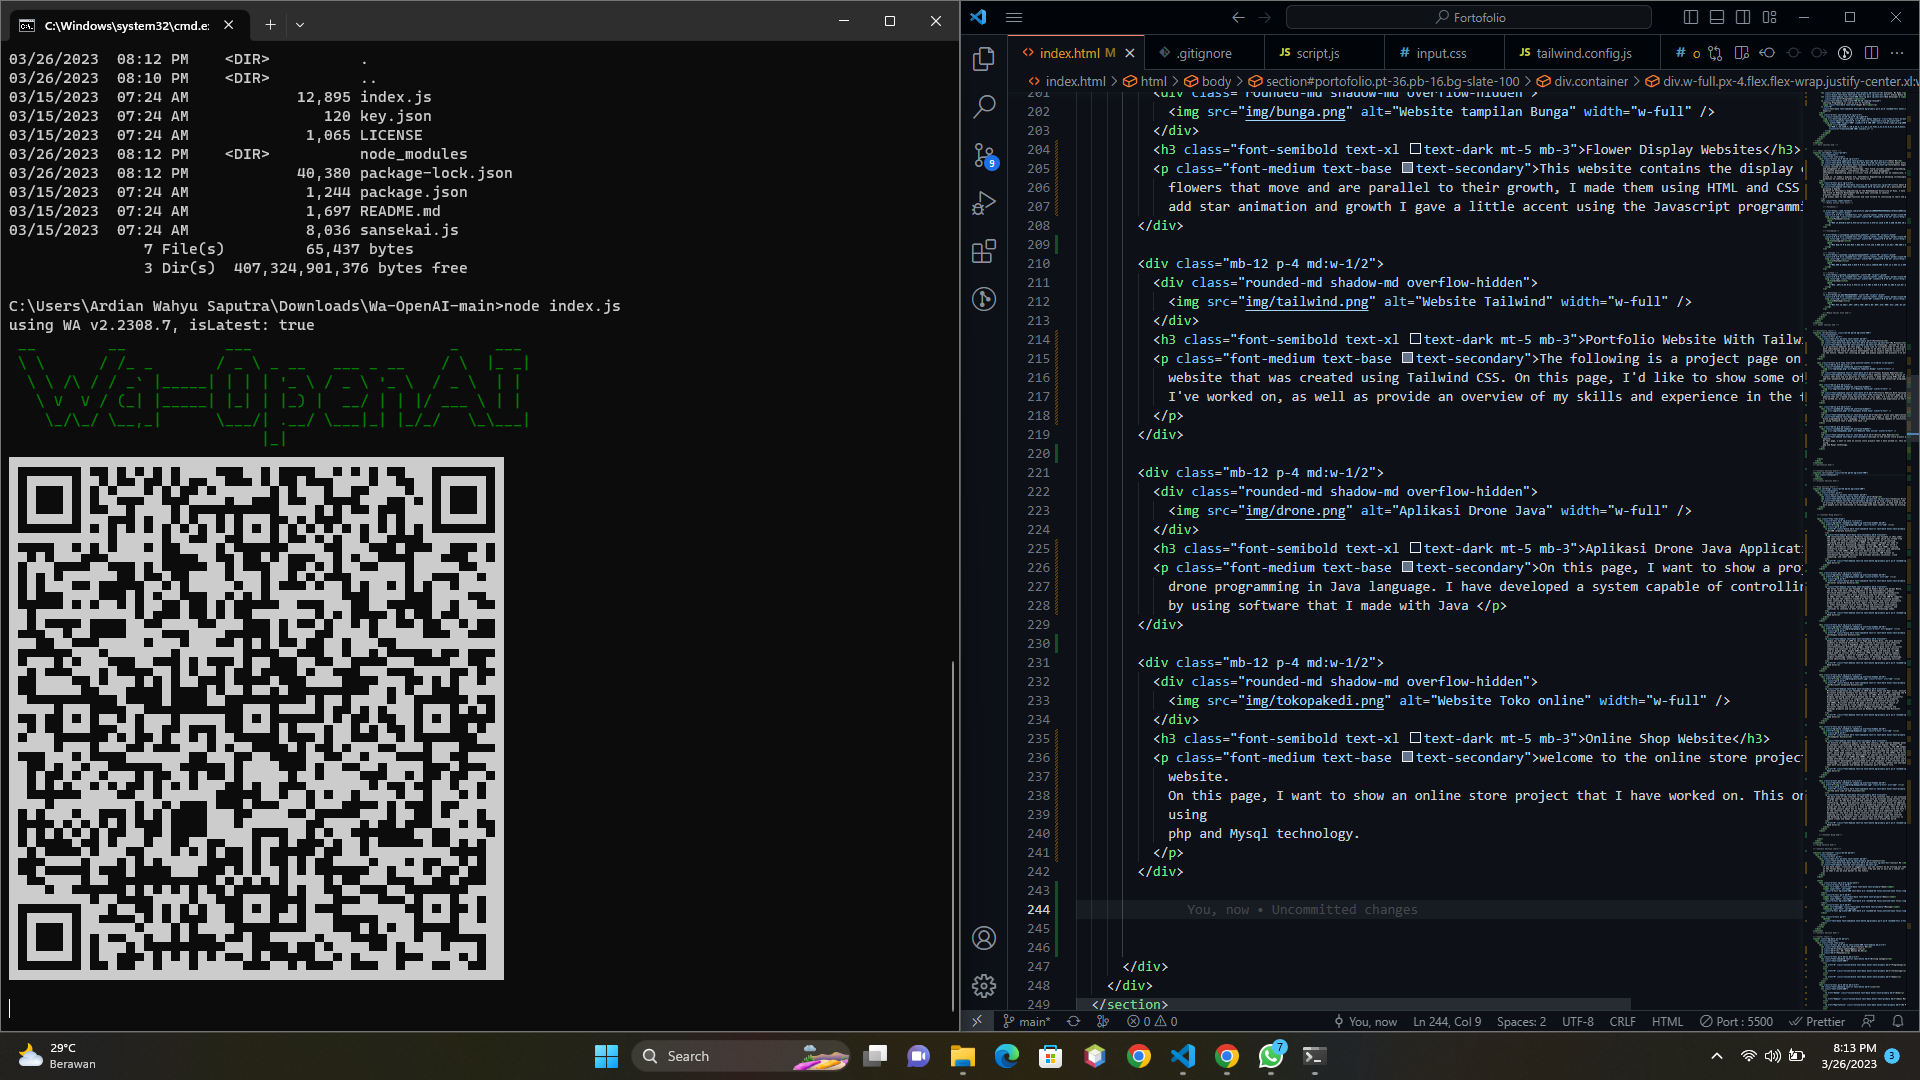 C:\Windows\system32\cmd.e:
03/26/2023  08:12 PM    <DIR>          .
03/26/2023  08:10 PM    <DIR>          ..
03/15/2023  07:24 AM            12,895 index.js
03/15/2023  07:24 AM               120 key.json
03/15/2023  07:24 AM             1,065 LICENSE
03/26/2023  08:12 PM    <DIR>          node_modules
03/26/2023  08:12 PM            40,380 package-lock.json
03/15/2023  07:24 AM             1,244 package.json
03/15/2023  07:24 AM             1,697 README.md
03/15/2023  07:24 AM             8,036 sansekai.js
7 File(s)         65,437 bytes
3 Dir(s)  407,324,901,376 bytes free
C:\Users\Ardian Wahyu Saputra\Downloads\Wa-OpenAI-main>node index.js
using WA v2.2308.7, isLatest: true
Wa-OpenAI
Fortofolio
index.html M
.gitignore
JS script.js
# input.css
JS tailwind.config.js
# o
index.html > html > body > section#portofolio.pt-36.pb-16.bg-slate-100 > div.container > div.w-full.px-4.flex.flex-wrap.justify-center.xl:
9
201 <div class="rounded-md shadow-md overflow-hidden">
202 <img src="img/bunga.png" alt="Website tampilan Bunga" width="w-full" />
203 </div>
204 <h3 class="font-semibold text-xl text-dark mt-5 mb-3">Flower Display Websites</h3>
205 <p class="font-medium text-base text-secondary">This website contains the display
206 flowers that move and are parallel to their growth, I made them using HTML and CSS
207 add star animation and growth I gave a little accent using the Javascript programmi
208 </div>
209
210 <div class="mb-12 p-4 md:w-1/2">
211 <div class="rounded-md shadow-md overflow-hidden">
212 <img src="img/tailwind.png" alt="Website Tailwind" width="w-full" />
213 </div>
214 <h3 class="font-semibold text-xl text-dark mt-5 mb-3">Portfolio Website With Tailw
215 <p class="font-medium text-base text-secondary">The following is a project page on
216 website that was created using Tailwind CSS. On this page, I'd like to show some of
217 I've worked on, as well as provide an overview of my skills and experience in the f
218 </p>
219 </div>
220
221 <div class="mb-12 p-4 md:w-1/2">
222 <div class="rounded-md shadow-md overflow-hidden">
223 <img src="img/drone.png" alt="Aplikasi Drone Java" width="w-full" />
224 </div>
225 <h3 class="font-semibold text-xl text-dark mt-5 mb-3">Aplikasi Drone Java Applicati
226 <p class="font-medium text-base text-secondary">On this page, I want to show a proj
227 drone programming in Java language. I have developed a system capable of controllin
228 by using software that I made with Java </p>
229 </div>
230
231 <div class="mb-12 p-4 md:w-1/2">
232 <div class="rounded-md shadow-md overflow-hidden">
233 <img src="img/tokopakedi.png" alt="Website Toko online" width="w-full" />
234 </div>
235 <h3 class="font-semibold text-xl text-dark mt-5 mb-3">Online Shop Website</h3>
236 <p class="font-medium text-base text-secondary">welcome to the online store project
237 website.
238 On this page, I want to show an online store project that I have worked on. This on
239 using
240 php and Mysql technology.
241 </p>
242 </div>
243
244 You, now • Uncommitted changes
245
246
247 </div>
248 </div>
249 </section>
main* 0 0 You, now Ln 244, Col 9 Spaces: 2 UTF-8 CRLF HTML Port : 5500 Prettier
29°C
Berawan
Search
7
8:13 PM
3/26/2023
3